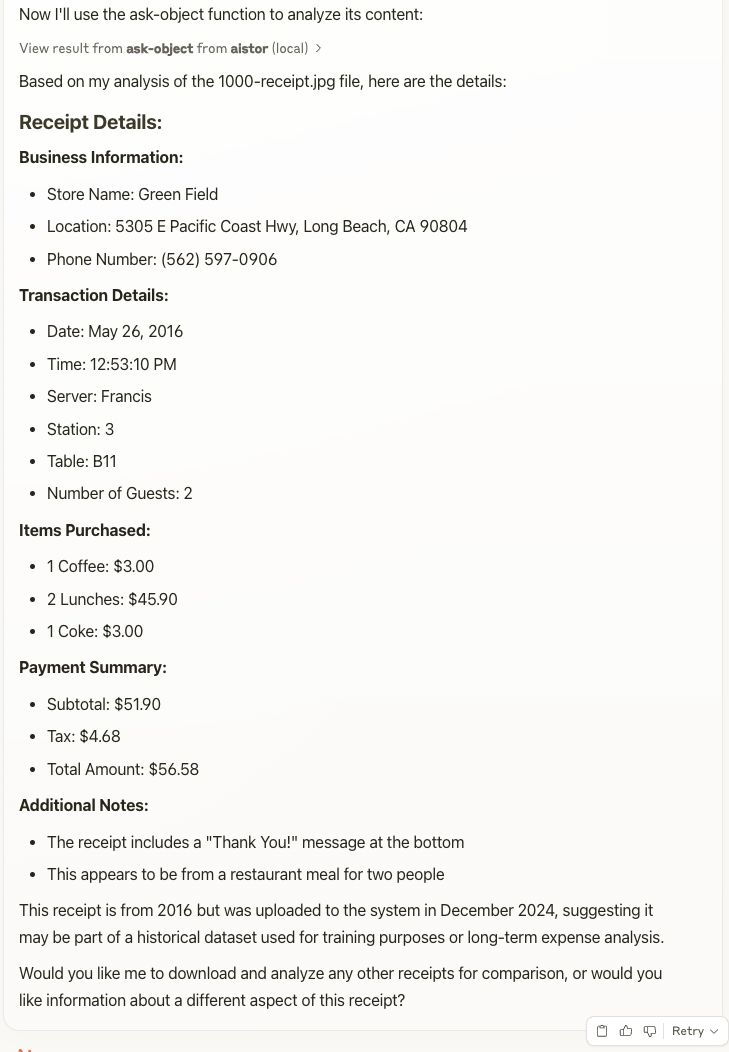 Now I'll use the ask-object function to analyze its content:
View result from ask-object from aistor (local) >
Based on my analysis of the 1000-receipt.jpg file, here are the details:
Receipt Details:
Business Information:
• Store Name: Green Field
• Location: 5305 E Pacific Coast Hwy, Long Beach, CA 90804
• Phone Number: (562) 597-0906
Transaction Details:
• Date: May 26, 2016
• Time: 12:53:10 PM
• Server: Francis
• Station: 3
• Table: B11
• Number of Guests: 2
Items Purchased:
• 1 Coffee: $3.00
• 2 Lunches: $45.90
• 1 Coke: $3.00
Payment Summary:
• Subtotal: $51.90
• Tax: $4.68
• Total Amount: $56.58
Additional Notes:
• The receipt includes a "Thank You!" message at the bottom
• This appears to be from a restaurant meal for two people
This receipt is from 2016 but was uploaded to the system in December 2024, suggesting it
may be part of a historical dataset used for training purposes or long-term expense analysis.
Would you like me to download and analyze any other receipts for comparison, or would you
like information about a different aspect of this receipt?
Retry